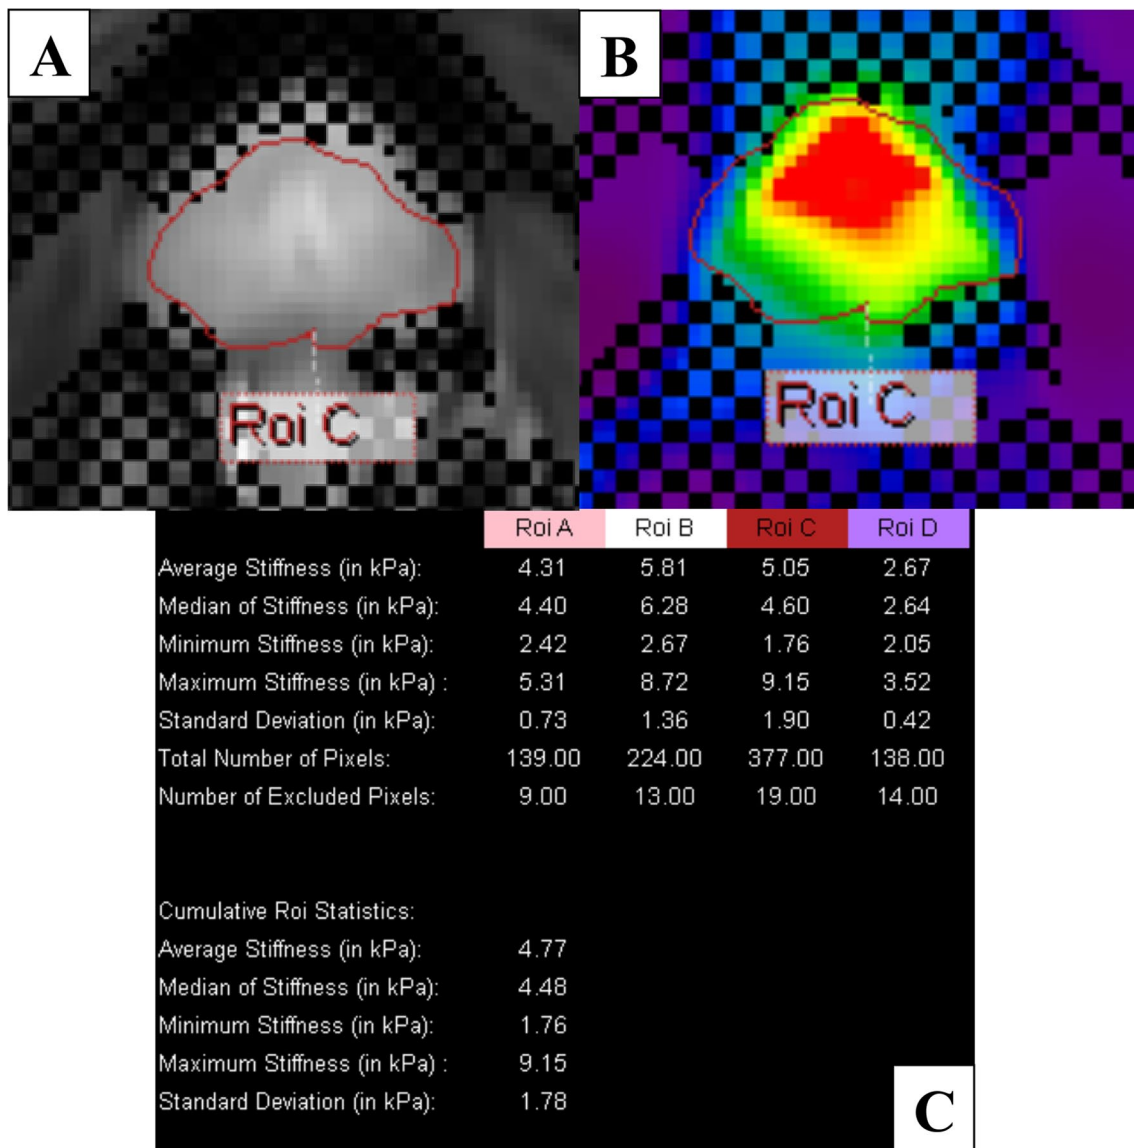 A
B
Roi C
Roi C
Roi A Roi B Roi C Roi D
Average Stiffness (in kPa): 4.31 5.81 5.05 2.67
Median of Stiffness (in kPa): 4.40 6.28 4.60 2.64
Minimum Stiffness (in kPa): 2.42 2.67 1.76 2.05
Maximum Stiffness (in kPa) : 5.31 8.72 9.15 3.52
Standard Deviation (in kPa): 0.73 1.36 1.90 0.42
Total Number of Pixels: 139.00 224.00 377.00 138.00
Number of Excluded Pixels: 9.00 13.00 19.00 14.00
Cumulative Roi Statistics:
Average Stiffness (in kPa): 4.77
Median of Stiffness (in kPa): 4.48
Minimum Stiffness (in kPa): 1.76
Maximum Stiffness (in kPa) : 9.15
Standard Deviation (in kPa): 1.78
C